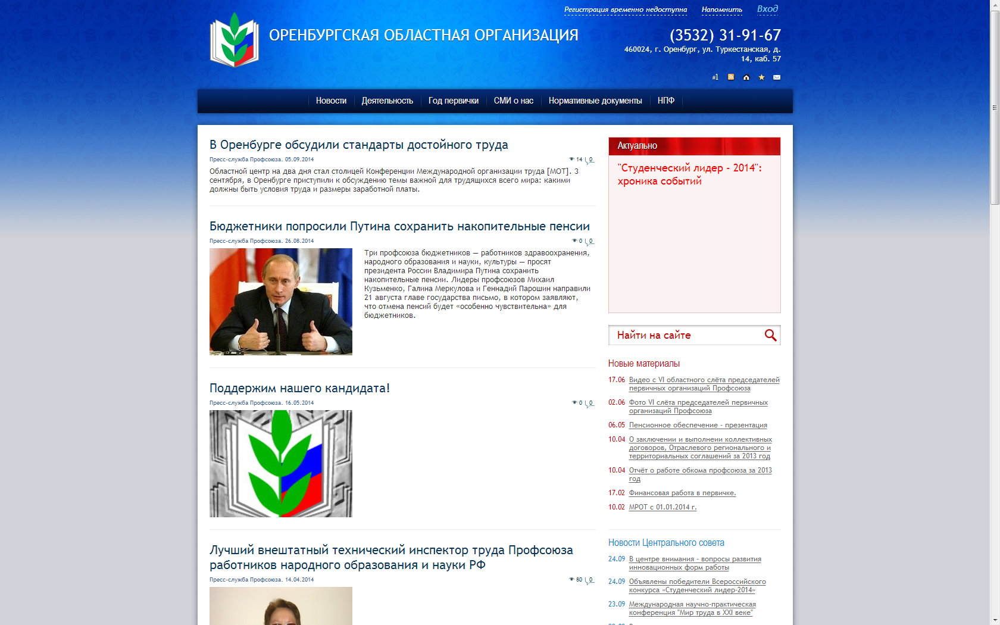 Регистрация временно недоступна Напомнить Вход
ОРЕНБУРГСКАЯ ОБЛАСТНАЯ ОРГАНИЗАЦИЯ
(3532) 31-91-67
460024, г. Оренбург, ул. Туркестанская, д.
14, каб. 57
#1
Новости Деятельность Год первички СМИ о нас Нормативные документы НПФ
В Оренбурге обсудили стандарты достойного труда
Пресс-служба Профсоюза. 05.09.2014 14 0
Областной центр на два дня стал столицей Конференции Международной организации труда [МОТ]. 3
сентября, в Оренбурге приступили к обсуждению темы важной для трудящихся всего мира: какими
должны быть условия труда и размеры заработной платы.
Бюджетники попросили Путина сохранить накопительные пенсии
Пресс-служба Профсоюза. 26.08.2014 0 0
Три профсоюза бюджетников — работников здравоохранения,
народного образования и науки, культуры — просят
президента России Владимира Путина сохранить
накопительные пенсии. Лидеры профсоюзов Михаил
Кузьменко, Галина Меркулова и Геннадий Парошин направили
21 августа главе государства письмо, в котором заявляют,
что отмена пенсий будет «особенно чувствительна» для
бюджетников.
Поддержим нашего кандидата!
Пресс-служба Профсоюза. 16.05.2014 0 0
Лучший внештатный технический инспектор труда Профсоюза
работников народного образования и науки РФ
Пресс-служба Профсоюза. 14.04.2014 80 0
Актуально
"Студенческий лидер - 2014":
хроника событий
Найти на сайте
Новые материалы
17.06 Видео с VI областного слёта председателей
первичных организаций Профсоюза
02.06 Фото VI слёта председателей первичных
организаций Профсоюза
06.05 Пенсионное обеспечение - презентация
10.04 О заключении и выполнеии коллективных
договоров, Отраслевого регионального и
территориальных соглашений за 2013 год
10.04 Отчёт о работе обкома профсоюза за 2013
год
17.02 Финансовая работа в первичке.
10.02 МРОТ с 01.01.2014 г.
Новости Центрального совета
24.09 В центре внимания - вопросы развития
инновационных форм работы
24.09 Объявлены победители Всероссийского
конкурса «Студенческий лидер-2014»
23.09 Международная научно-практическая
конференция "Мир труда в XXI веке"